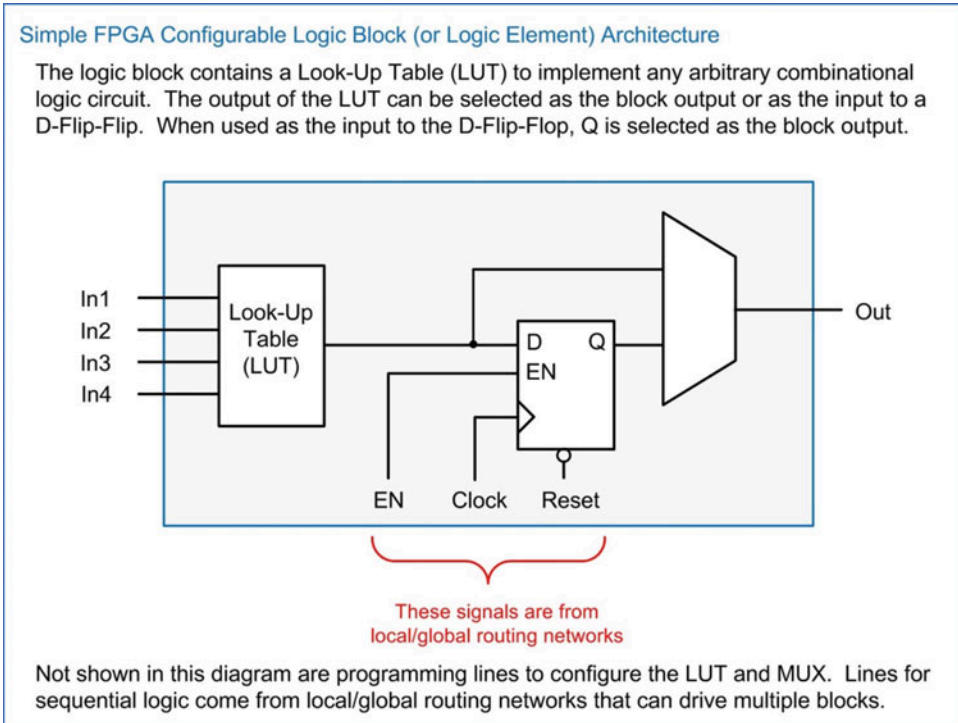 Simple FPGA Configurable Logic Block (or Logic Element) Architecture
The logic block contains a Look-Up Table (LUT) to implement any arbitrary combinational
logic circuit.  The output of the LUT can be selected as the block output or as the input to a
D-Flip-Flip.  When used as the input to the D-Flip-Flop, Q is selected as the block output.
In1
In2
In3
In4
Look-Up
Table
(LUT)
D Q
EN
Out
EN Clock Reset
These signals are from
local/global routing networks
Not shown in this diagram are programming lines to configure the LUT and MUX.  Lines for
sequential logic come from local/global routing networks that can drive multiple blocks.